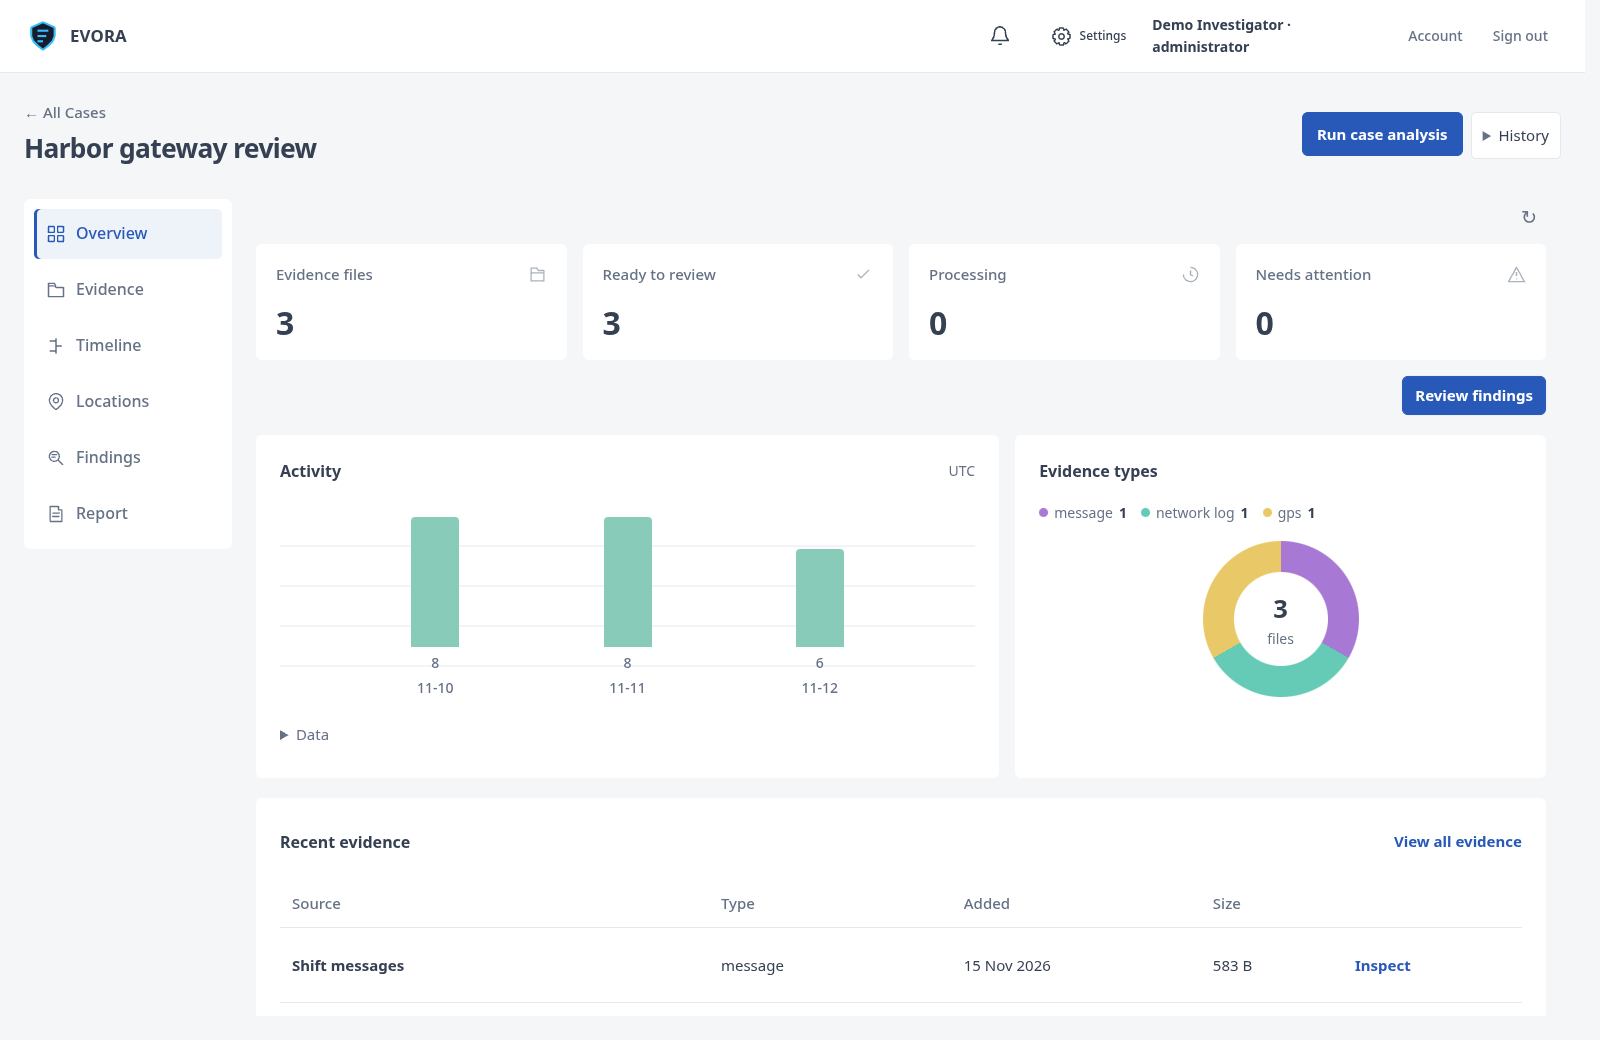 EVORA
Settings
Demo Investigator ·
administrator
Account
Sign out
← All Cases
Harbor gateway review
Run case analysis
▶ History
Overview
Evidence
Timeline
Locations
Findings
Report
↻
Evidence files
3
Ready to review
3
Processing
0
Needs attention
0
Review findings
Activity
UTC
8
8
6
11-10
11-11
11-12
▶ Data
Evidence types
message 1
network log 1
gps 1
3
files
Recent evidence
View all evidence
Source Type Added Size
Shift messages message 15 Nov 2026 583 B Inspect